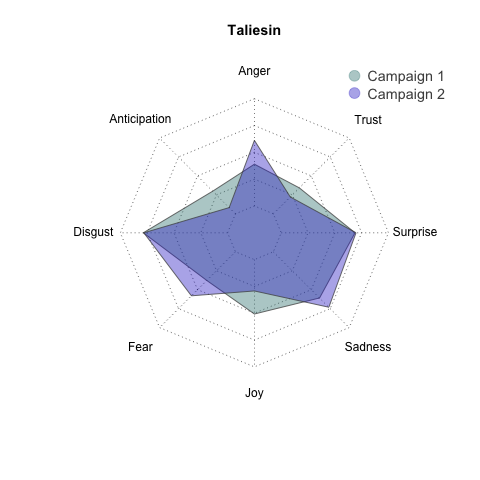 Taliesin
Anger
Campaign 1
Campaign 2
Anticipation
Trust
Disgust
Surprise
Fear
Sadness
Joy